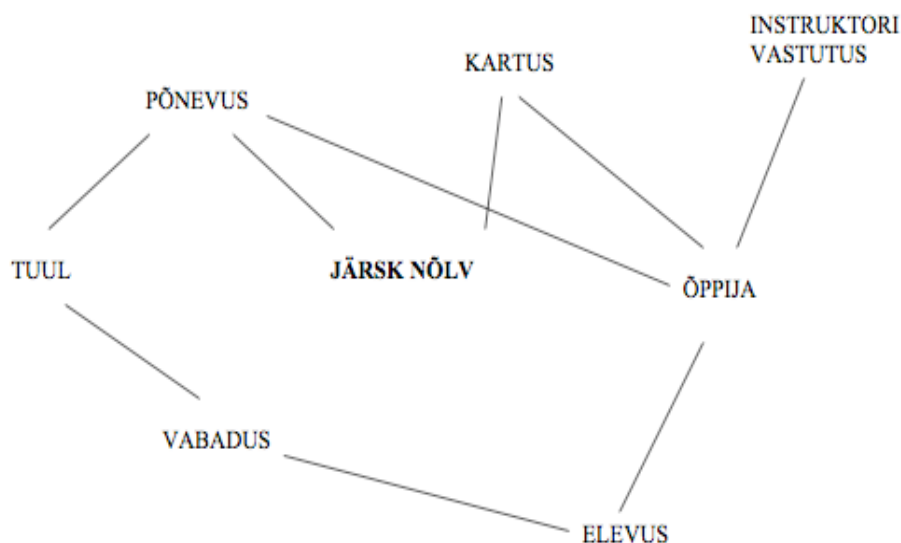 INSTRUKTORI
VASTUTUS
KARTUS
PÕNEVUS
TUUL
JÄRSK NÕLV
ÕPPIJA
VABADUS
ELEVUS